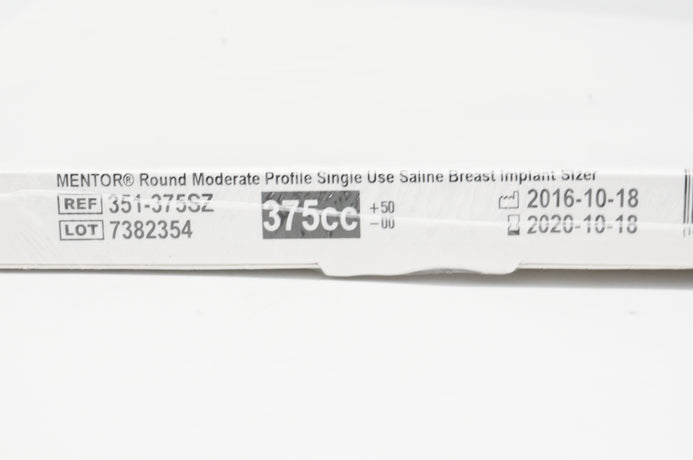 MENTOR® Round Moderate Profile Single Use Saline Breast Implant Sizer
REF 351-375SZ
LOT 7382354
375cc +50 -00
2016-10-18
2020-10-18